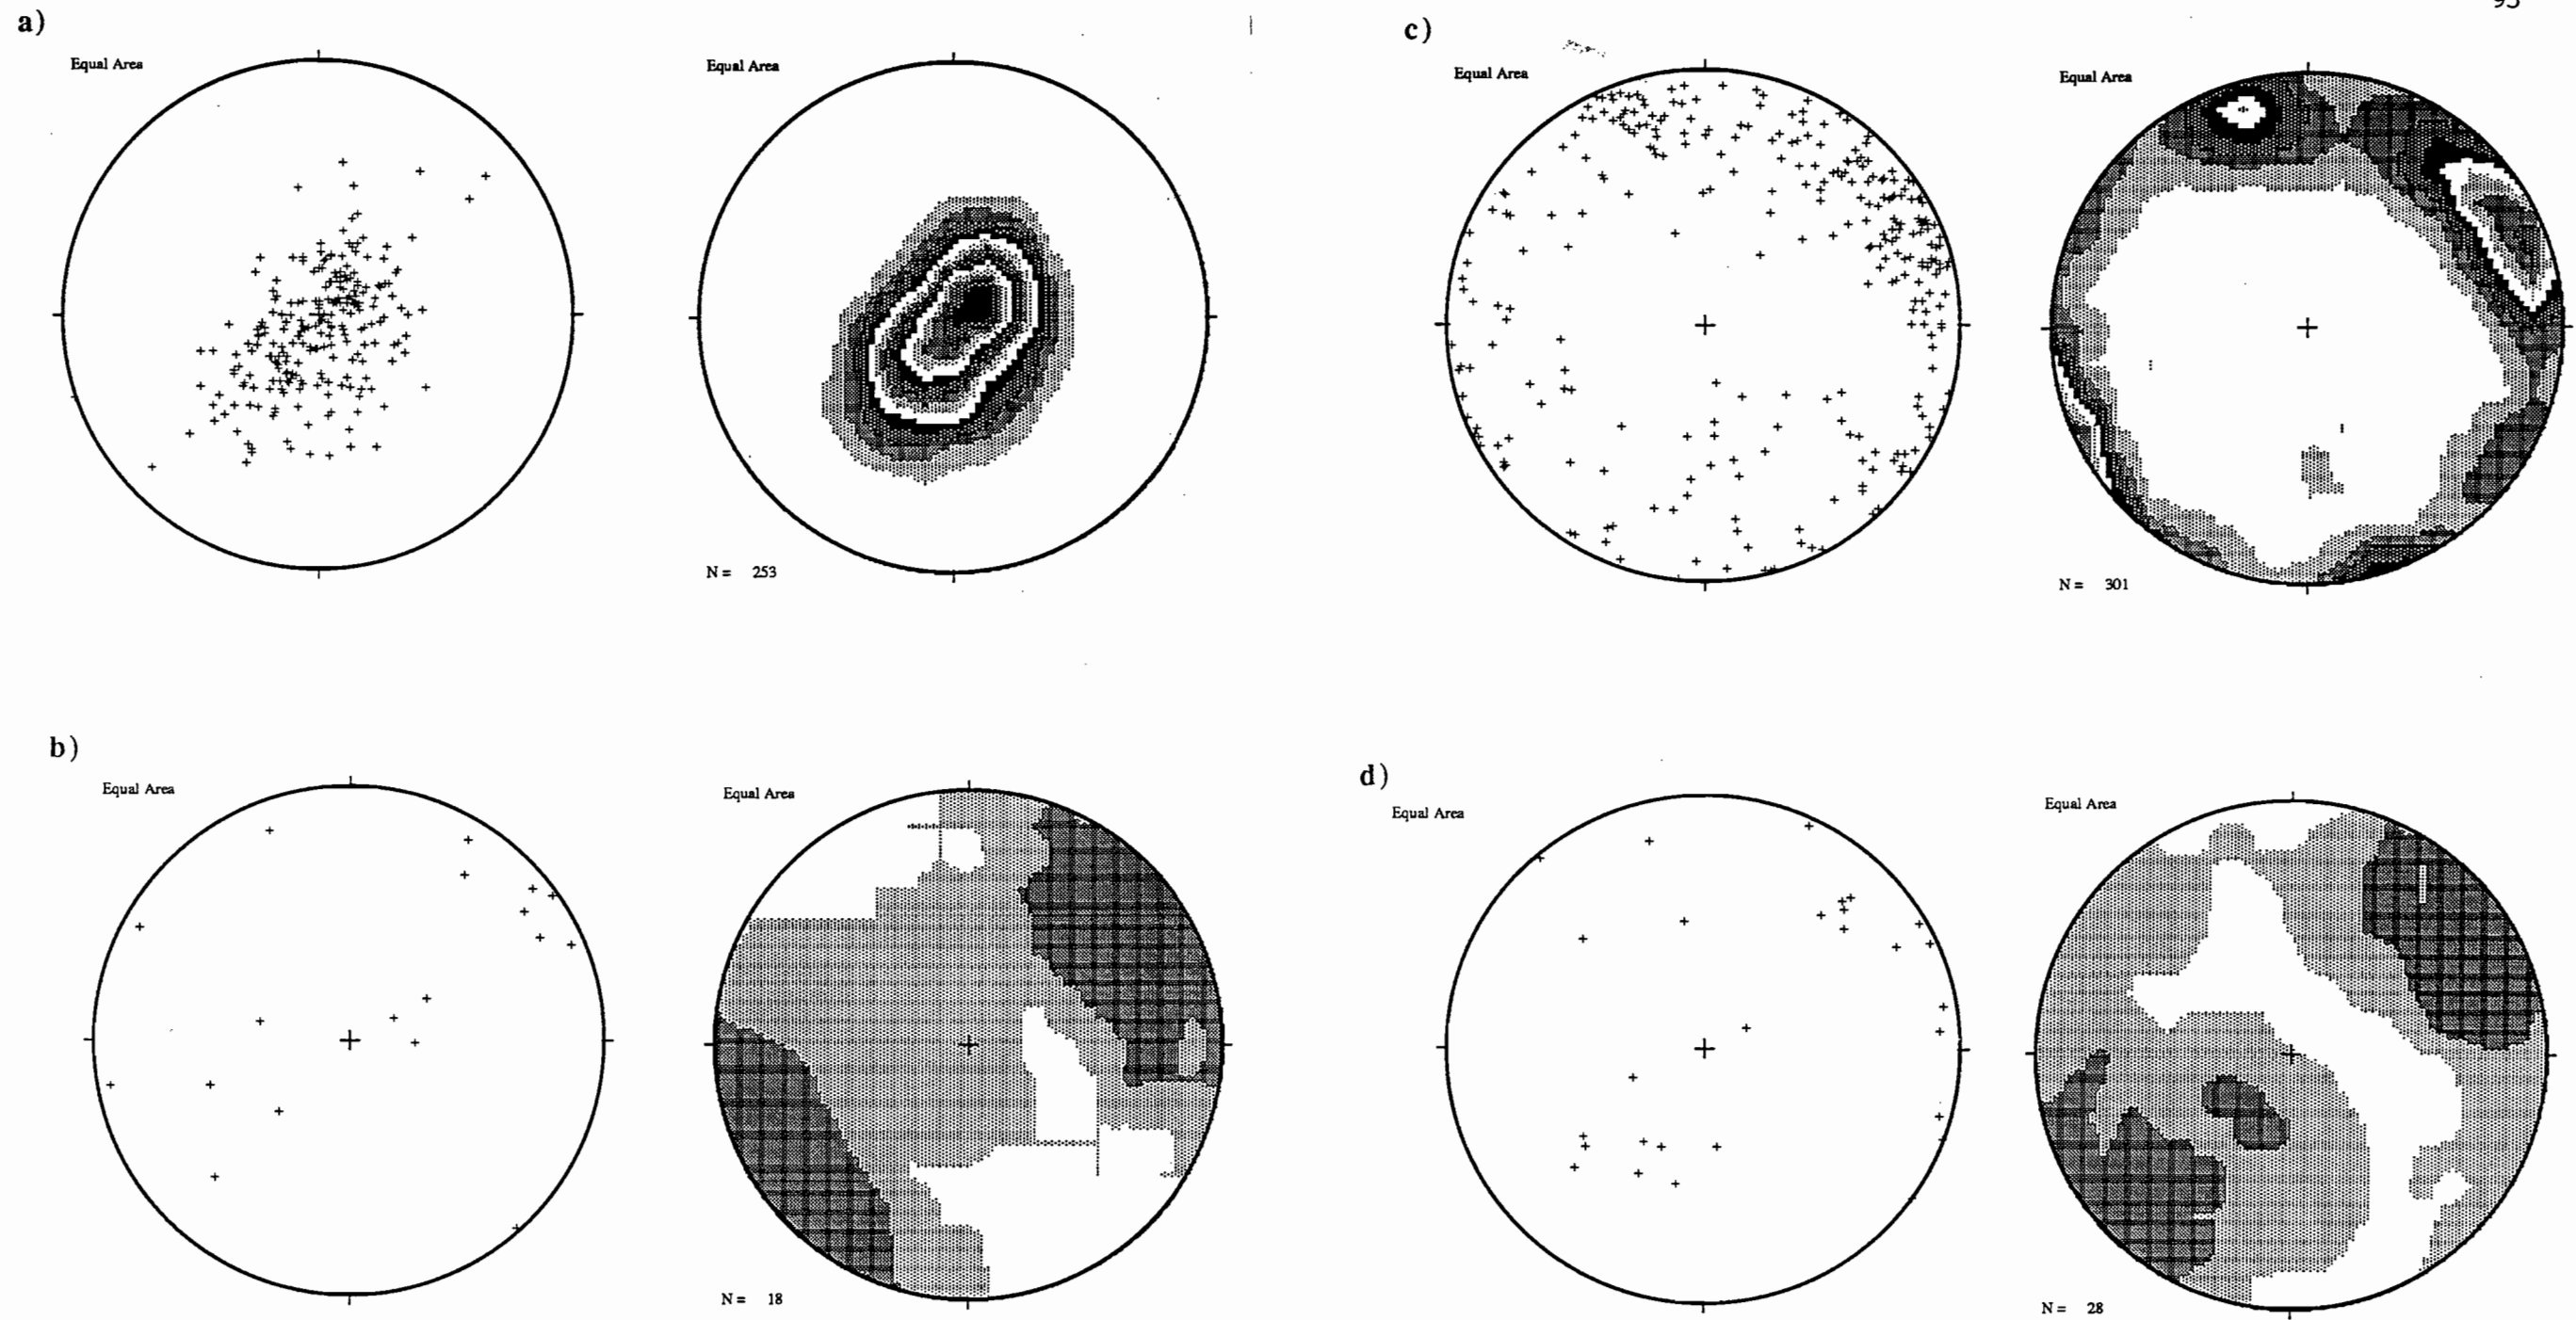 a)
Equal Area
Equal Area
N = 253
c)
Equal Area
Equal Area
N = 301
b)
Equal Area
Equal Area
N = 18
d)
Equal Area
Equal Area
N = 28